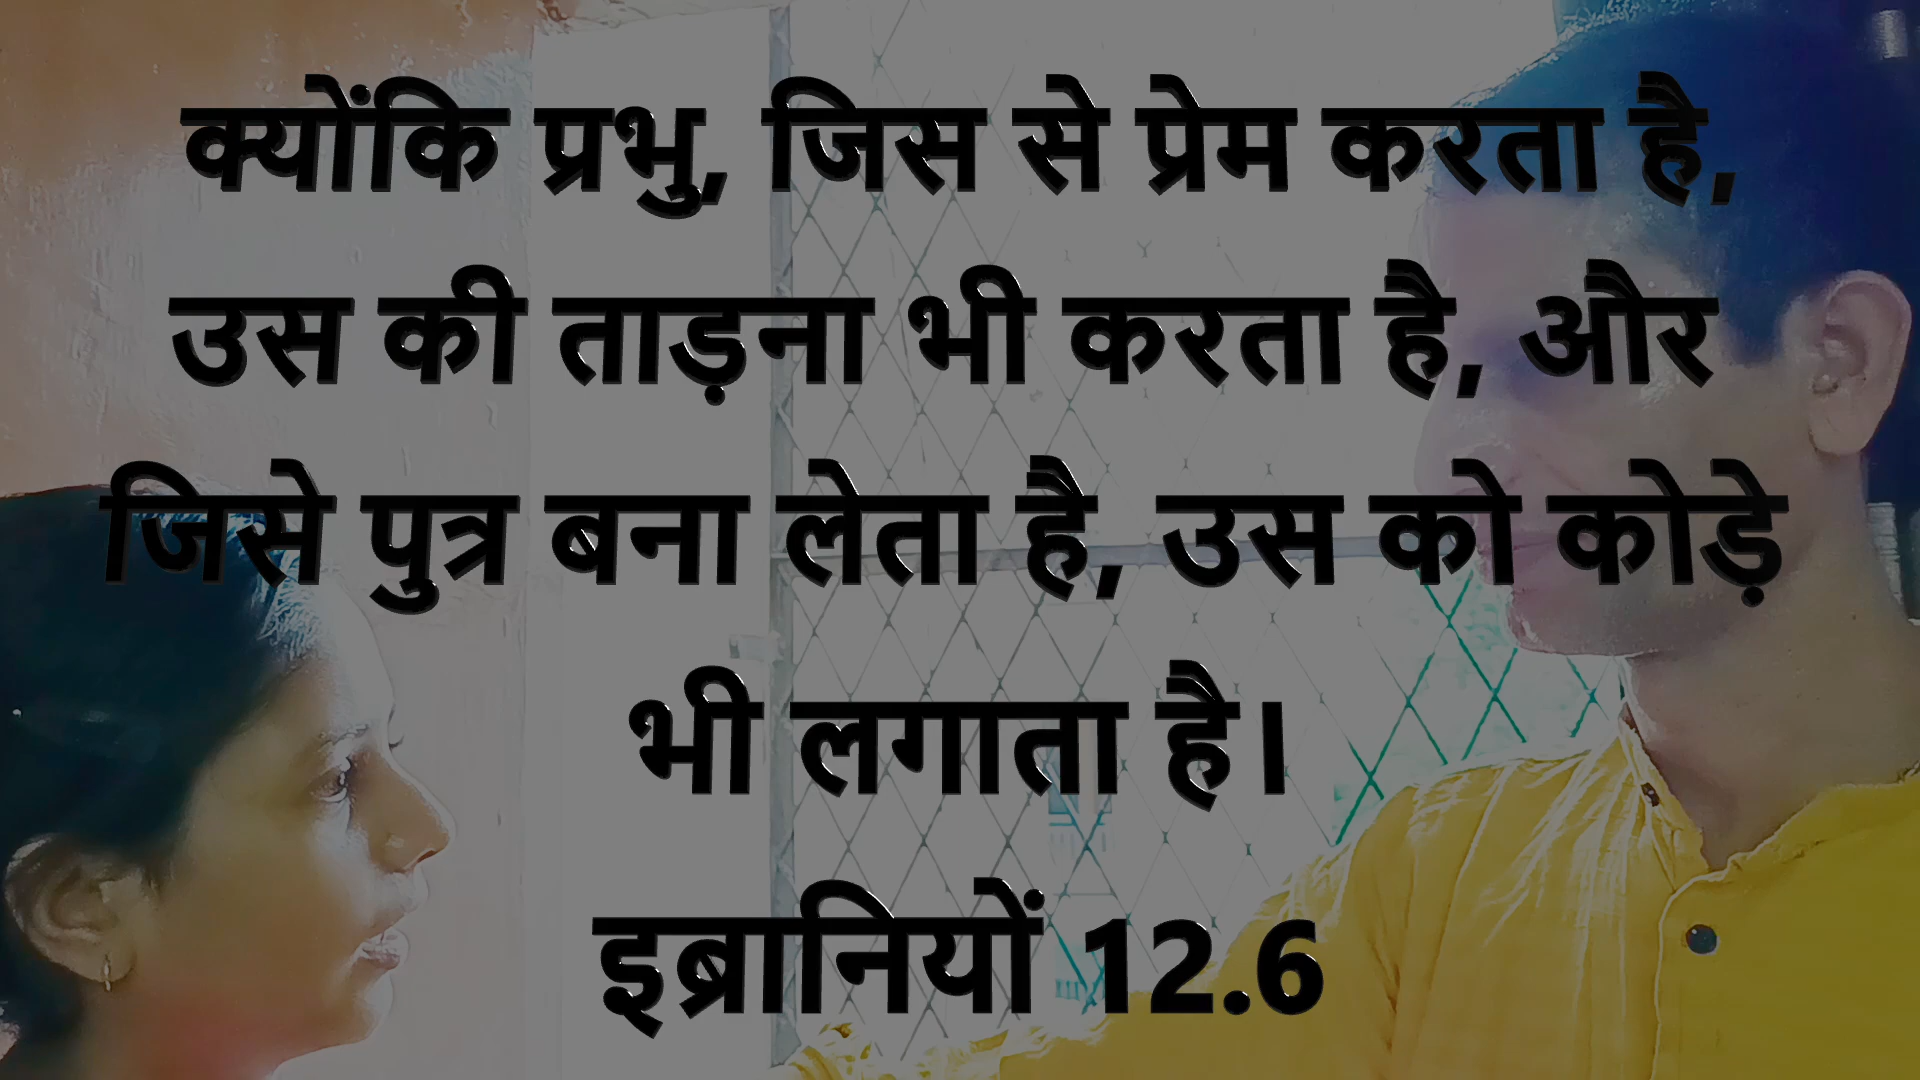 क्योंकि प्रभु, जिस से प्रेम करता है,
उस की ताड़ना भी करता है, और
जिसे पुत्र बना लेता है, उस को कोड़े
भी लगाता है।
इब्रानियों 12.6